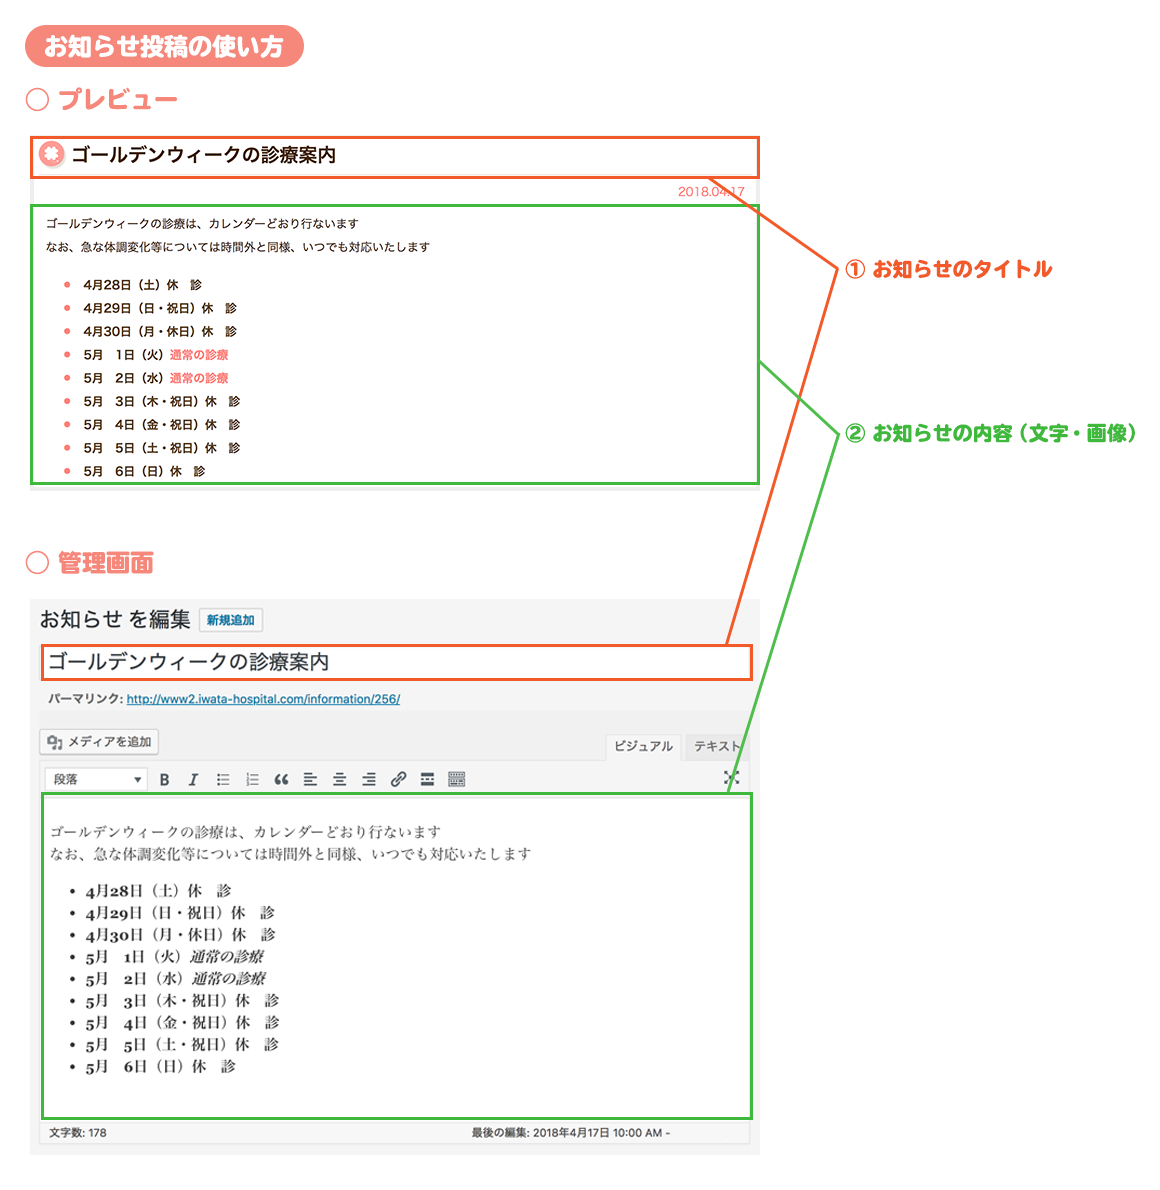 お知らせ投稿の使い方
プレビュー
ゴールデンウィークの診療案内
2018.04.17
ゴールデンウィークの診療は、カレンダーどおり行ないます
なお、急な体調変化等については時間外と同様、いつでも対応いたします
4月28日（土）休　診
4月29日（日・祝日）休　診
4月30日（月・休日）休　診
5月　1日（火）通常の診療
5月　2日（水）通常の診療
5月　3日（木・祝日）休　診
5月　4日（金・祝日）休　診
5月　5日（土・祝日）休　診
5月　6日（日）休　診
① お知らせのタイトル
② お知らせの内容（文字・画像）
管理画面
お知らせ を編集 新規追加
ゴールデンウィークの診療案内
パーマリンク: http://www2.iwata-hospital.com/information/256/
メディアを追加
ビジュアル テキスト
段落
ゴールデンウィークの診療は、カレンダーどおり行ないます
なお、急な体調変化等については時間外と同様、いつでも対応いたします
• 4月28日（土）休　診
• 4月29日（日・祝日）休　診
• 4月30日（月・休日）休　診
• 5月　1日（火）通常の診療
• 5月　2日（水）通常の診療
• 5月　3日（木・祝日）休　診
• 5月　4日（金・祝日）休　診
• 5月　5日（土・祝日）休　診
• 5月　6日（日）休　診
文字数: 178
最後の編集: 2018年4月17日 10:00 AM -